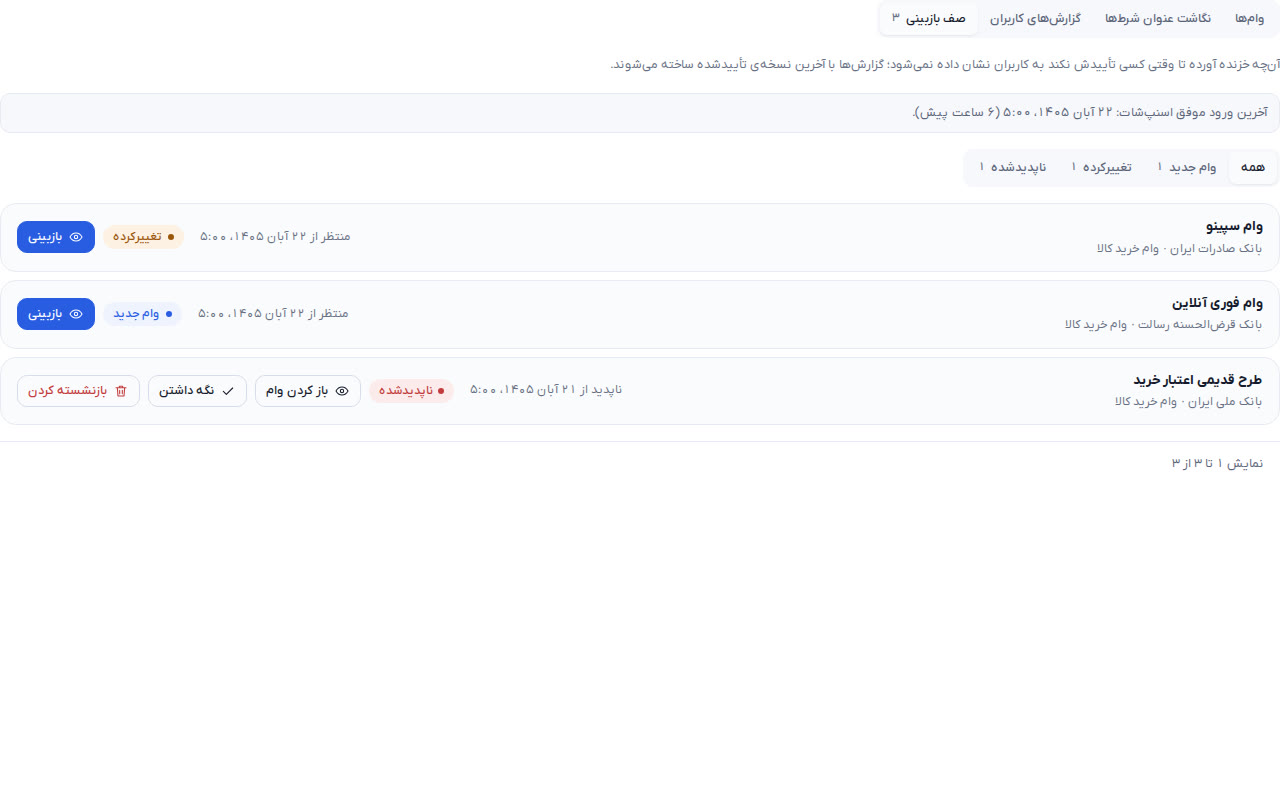 وام‌ها نگاشت عنوان شرط‌ها گزارش‌های کاربران صف بازبینی ۳
آن‌چه خزنده آورده تا وقتی کسی تأییدش نکند به کاربران نشان داده نمی‌شود؛ گزارش‌ها با آخرین نسخه‌ی تأییدشده ساخته می‌شوند.
آخرین ورود موفق اسنپ‌شات: ۲۲ آبان ۱۴۰۵، ۵:۰۰ (۶ ساعت پیش).
همه وام جدید ۱ تغییرکرده ۱ ناپدیدشده ۱
وام سپینو
بانک صادرات ایران · وام خرید کالا
منتظر از ۲۲ آبان ۱۴۰۵، ۵:۰۰ تغییرکرده بازبینی
وام فوری آنلاین
بانک قرض‌الحسنه رسالت · وام خرید کالا
منتظر از ۲۲ آبان ۱۴۰۵، ۵:۰۰ وام جدید بازبینی
طرح قدیمی اعتبار خرید
بانک ملی ایران · وام خرید کالا
ناپدید از ۲۱ آبان ۱۴۰۵، ۵:۰۰ ناپدیدشده باز کردن وام نگه داشتن بازنشسته کردن
نمایش ۱ تا ۳ از ۳